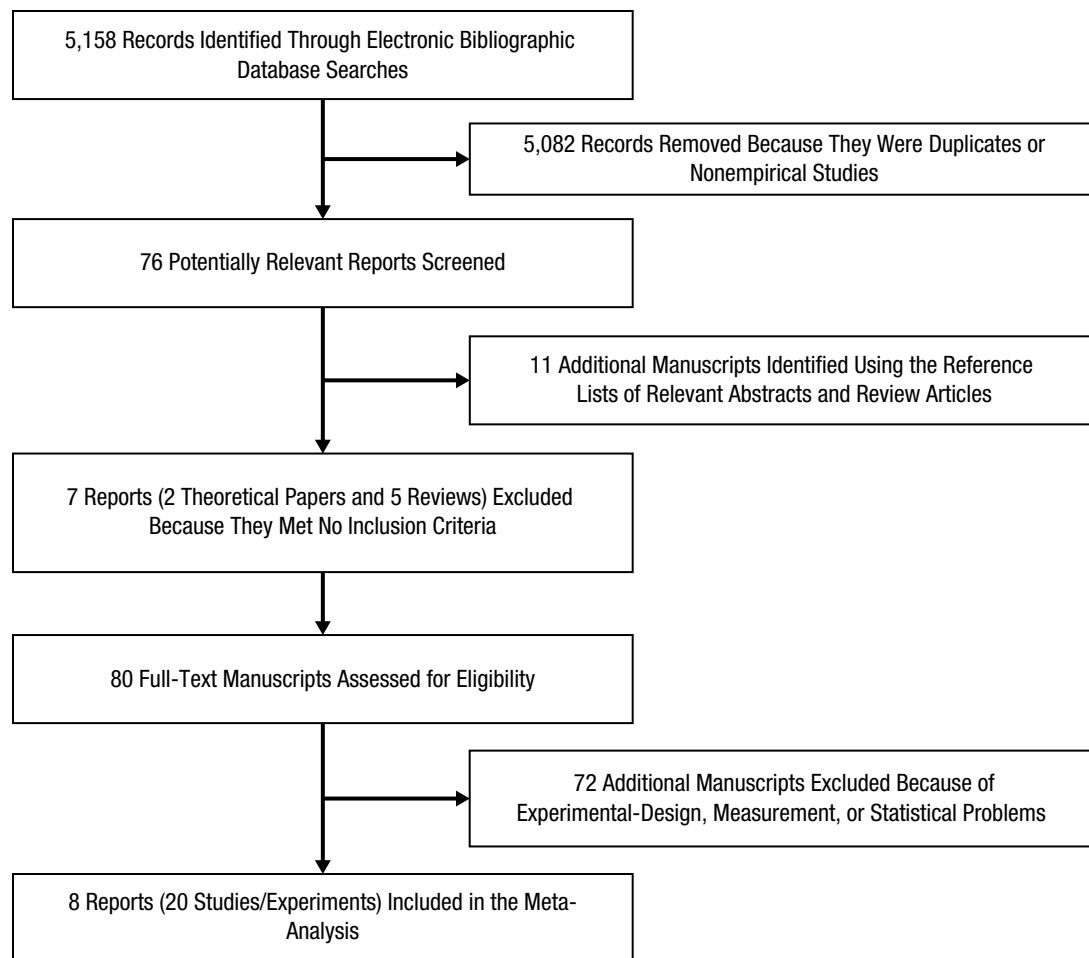 5,158 Records Identified Through Electronic Bibliographic
Database Searches
5,082 Records Removed Because They Were Duplicates or
Nonempirical Studies
76 Potentially Relevant Reports Screened
11 Additional Manuscripts Identified Using the Reference
Lists of Relevant Abstracts and Review Articles
7 Reports (2 Theoretical Papers and 5 Reviews) Excluded
Because They Met No Inclusion Criteria
80 Full-Text Manuscripts Assessed for Eligibility
72 Additional Manuscripts Excluded Because of
Experimental-Design, Measurement, or Statistical Problems
8 Reports (20 Studies/Experiments) Included in the Meta-
Analysis